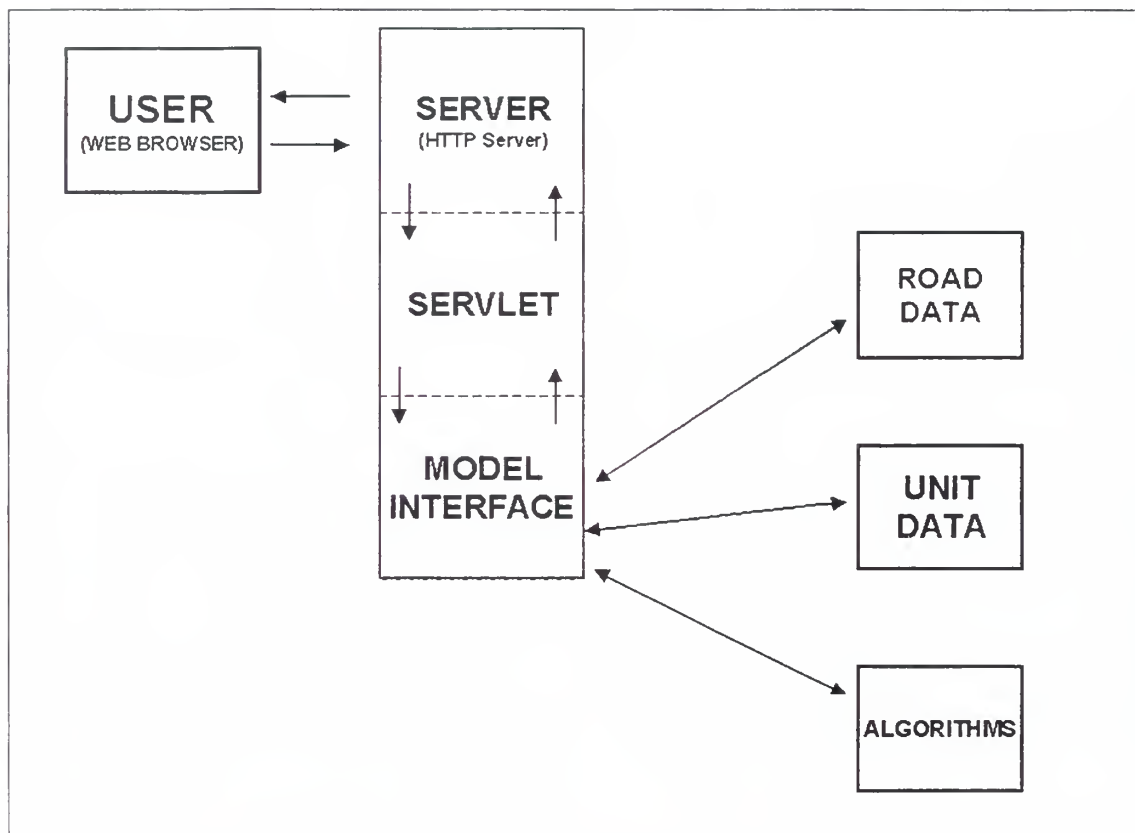 USER
(WEB BROWSER)
SERVER
(HTTP Server)
SERVLET
MODEL
INTERFACE
ROAD
DATA
UNIT
DATA
ALGORITHMS